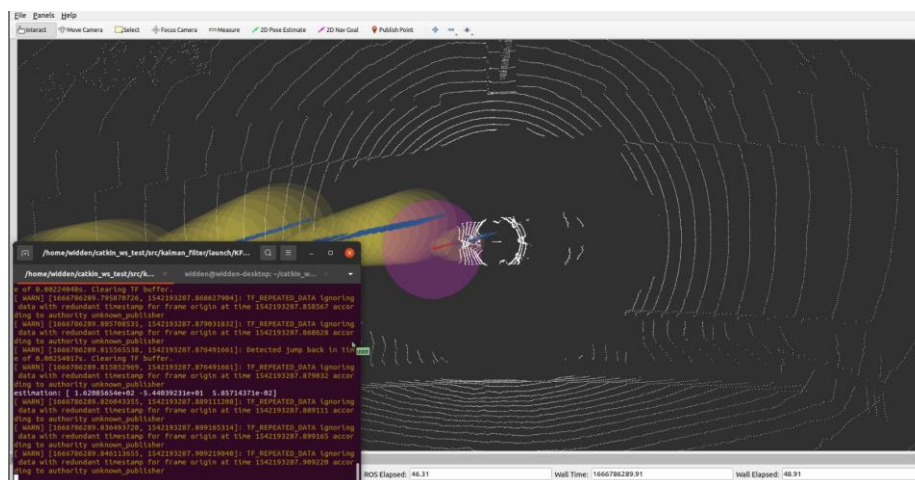 File Panels Help
Interact Move Camera Select Focus Camera Measure 2D Pose Estimate 2D Nav Goal Publish Point
/home/widden/catkin_ws_test/src/kalman_filter/launch/KF...
/home/widden/catkin_ws_test/src/k... widden@widden-desktop: ~/catkin_w...
e of 0.00224048s. Clearing TF buffer.
[ WARN] [1666786289.795870726, 1542193287.868627904]: TF_REPEATED_DATA ignoring
data with redundant timestamp for frame origin at time 1542193287.858567 accor
ding to authority unknown_publisher
[ WARN] [1666786289.805708531, 1542193287.879031832]: TF_REPEATED_DATA ignoring
data with redundant timestamp for frame origin at time 1542193287.868628 accor
ding to authority unknown_publisher
[ WARN] [1666786289.815565538, 1542193287.876491661]: Detected jump back in tim
e of 0.00254017s. Clearing TF buffer.
[ WARN] [1666786289.815852969, 1542193287.876491661]: TF_REPEATED_DATA ignoring
data with redundant timestamp for frame origin at time 1542193287.879032 accor
ding to authority unknown_publisher
estimation: [ 1.62085654e+02 -5.44039231e+01 5.85714371e-02]
[ WARN] [1666786289.826043355, 1542193287.889111208]: TF_REPEATED_DATA ignoring
data with redundant timestamp for frame origin at time 1542193287.889111 accor
ding to authority unknown_publisher
[ WARN] [1666786289.836493720, 1542193287.899165314]: TF_REPEATED_DATA ignoring
data with redundant timestamp for frame origin at time 1542193287.899165 accor
ding to authority unknown_publisher
[ WARN] [1666786289.846113655, 1542193287.909219840]: TF_REPEATED_DATA ignoring
data with redundant timestamp for frame origin at time 1542193287.909220 accor
ding to authority unknown_publisher
ROS Elapsed: 46.31 Wall Time: 1666786289.91 Wall Elapsed: 48.91